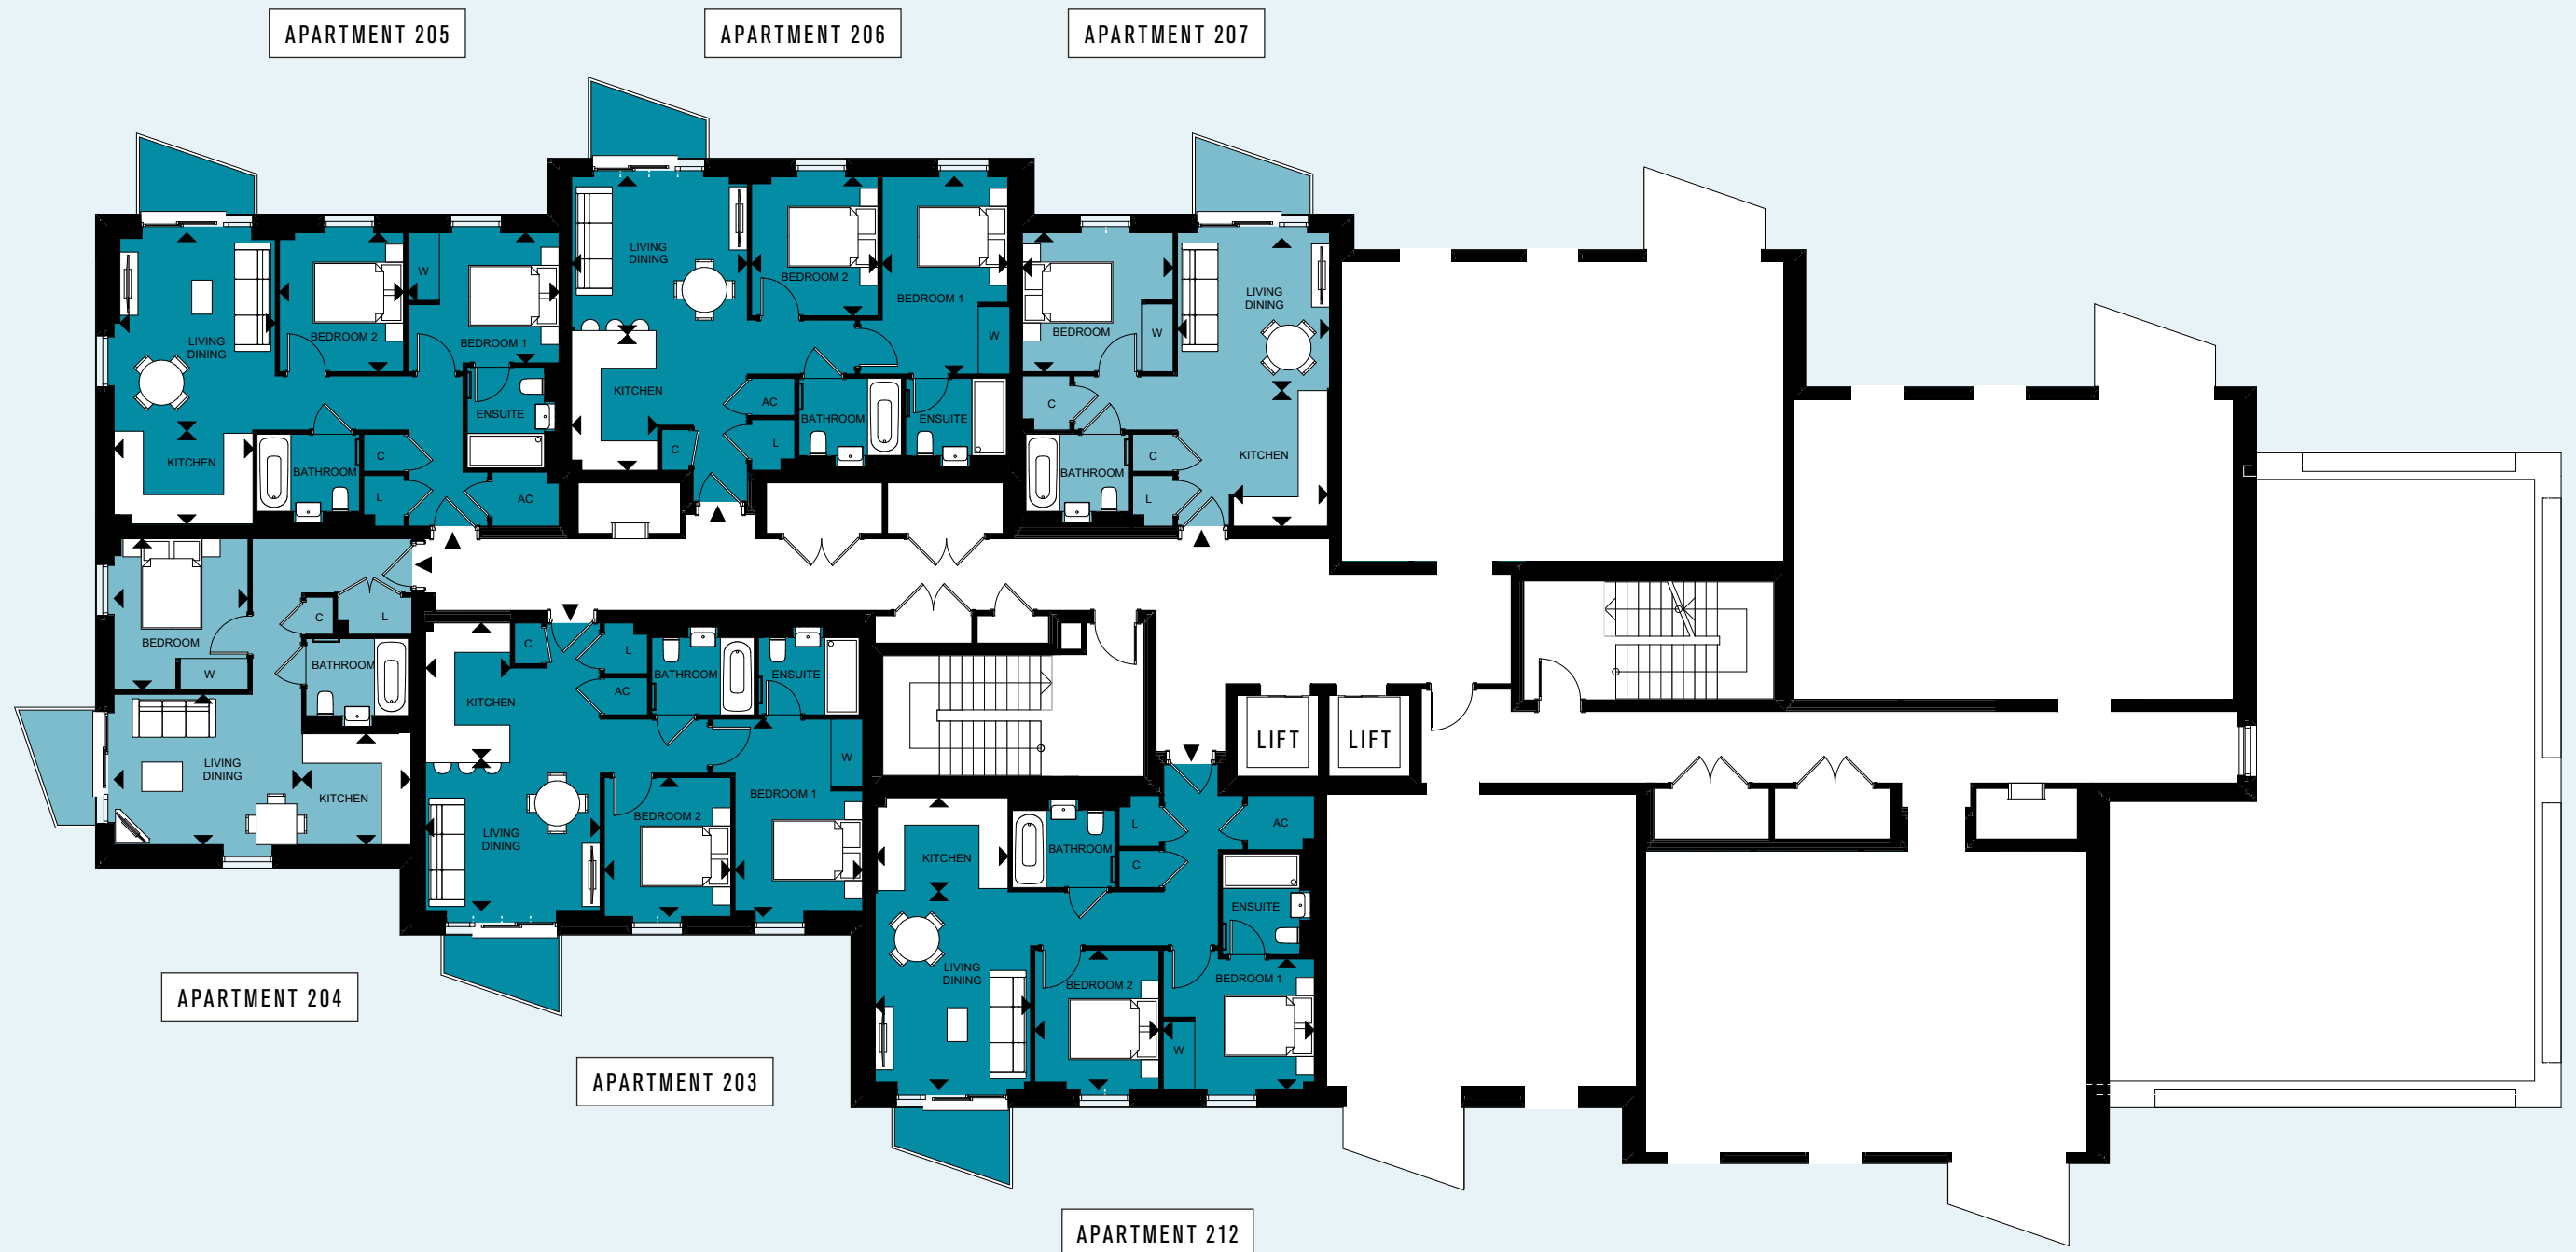 APARTMENT 205
APARTMENT 206
APARTMENT 207
LIVING
DINING
BEDROOM 2
W
BEDROOM 1
ENSUITE
KITCHEN
BATHROOM
C
L
AC
LIVING
DINING
BEDROOM 2
BEDROOM 1
W
KITCHEN
AC
C
L
BATHROOM
ENSUITE
BEDROOM
W
LIVING
DINING
C
BATHROOM
C
L
KITCHEN
BEDROOM
W
C
L
BATHROOM
LIVING
DINING
KITCHEN
C
L
AC
KITCHEN
BATHROOM
ENSUITE
W
BEDROOM 1
BEDROOM 2
LIVING
DINING
LIFT
LIFT
KITCHEN
BATHROOM
L
C
AC
ENSUITE
LIVING
DINING
BEDROOM 2
BEDROOM 1
W
APARTMENT 204
APARTMENT 203
APARTMENT 212